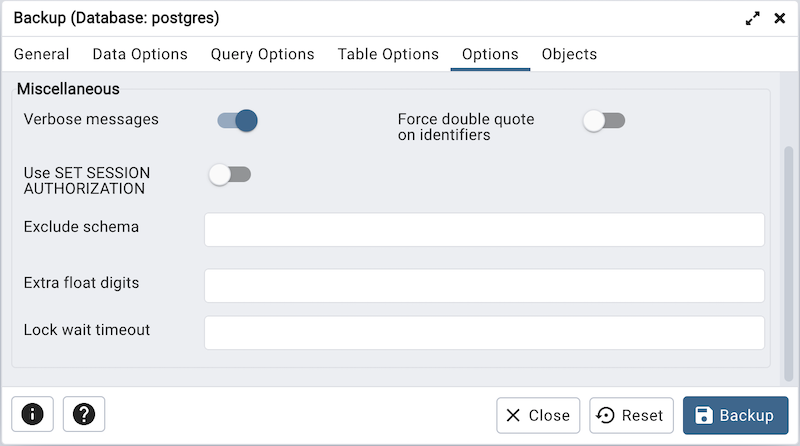 Backup (Database: postgres)
General Data Options Query Options Table Options Options Objects
Miscellaneous
Verbose messages
Force double quote
on identifiers
Use SET SESSION
AUTHORIZATION
Exclude schema
Extra float digits
Lock wait timeout
Close Reset Backup